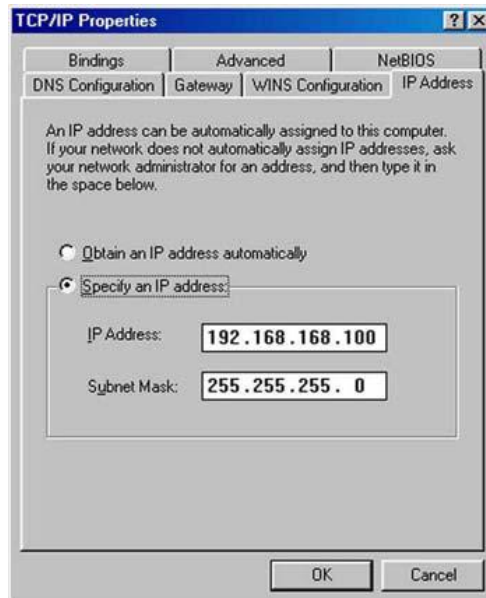 TCP/IP Properties
Bindings Advanced NetBIOS
DNS Configuration Gateway WINS Configuration IP Address
An IP address can be automatically assigned to this computer.
If your network does not automatically assign IP addresses, ask
your network administrator for an address, and then type it in
the space below.
Obtain an IP address automatically
Specify an IP address:
IP Address: 192.168.168.100
Subnet Mask: 255.255.255. 0
OK Cancel